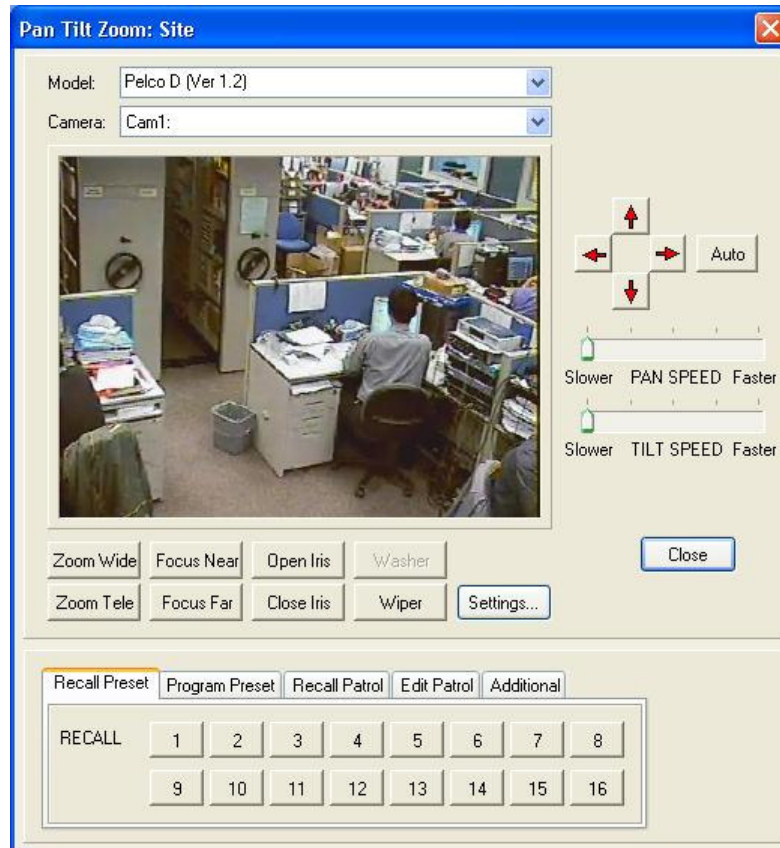 Pan Tilt Zoom: Site
Model: Pelco D (Ver 1.2)
Camera: Cam1:
Auto
Slower PAN SPEED Faster
Slower TILT SPEED Faster
Close
Zoom Wide Focus Near Open Iris Washer
Zoom Tele Focus Far Close Iris Wiper Settings...
Recall Preset Program Preset Recall Patrol Edit Patrol Additional
RECALL 1 2 3 4 5 6 7 8
9 10 11 12 13 14 15 16